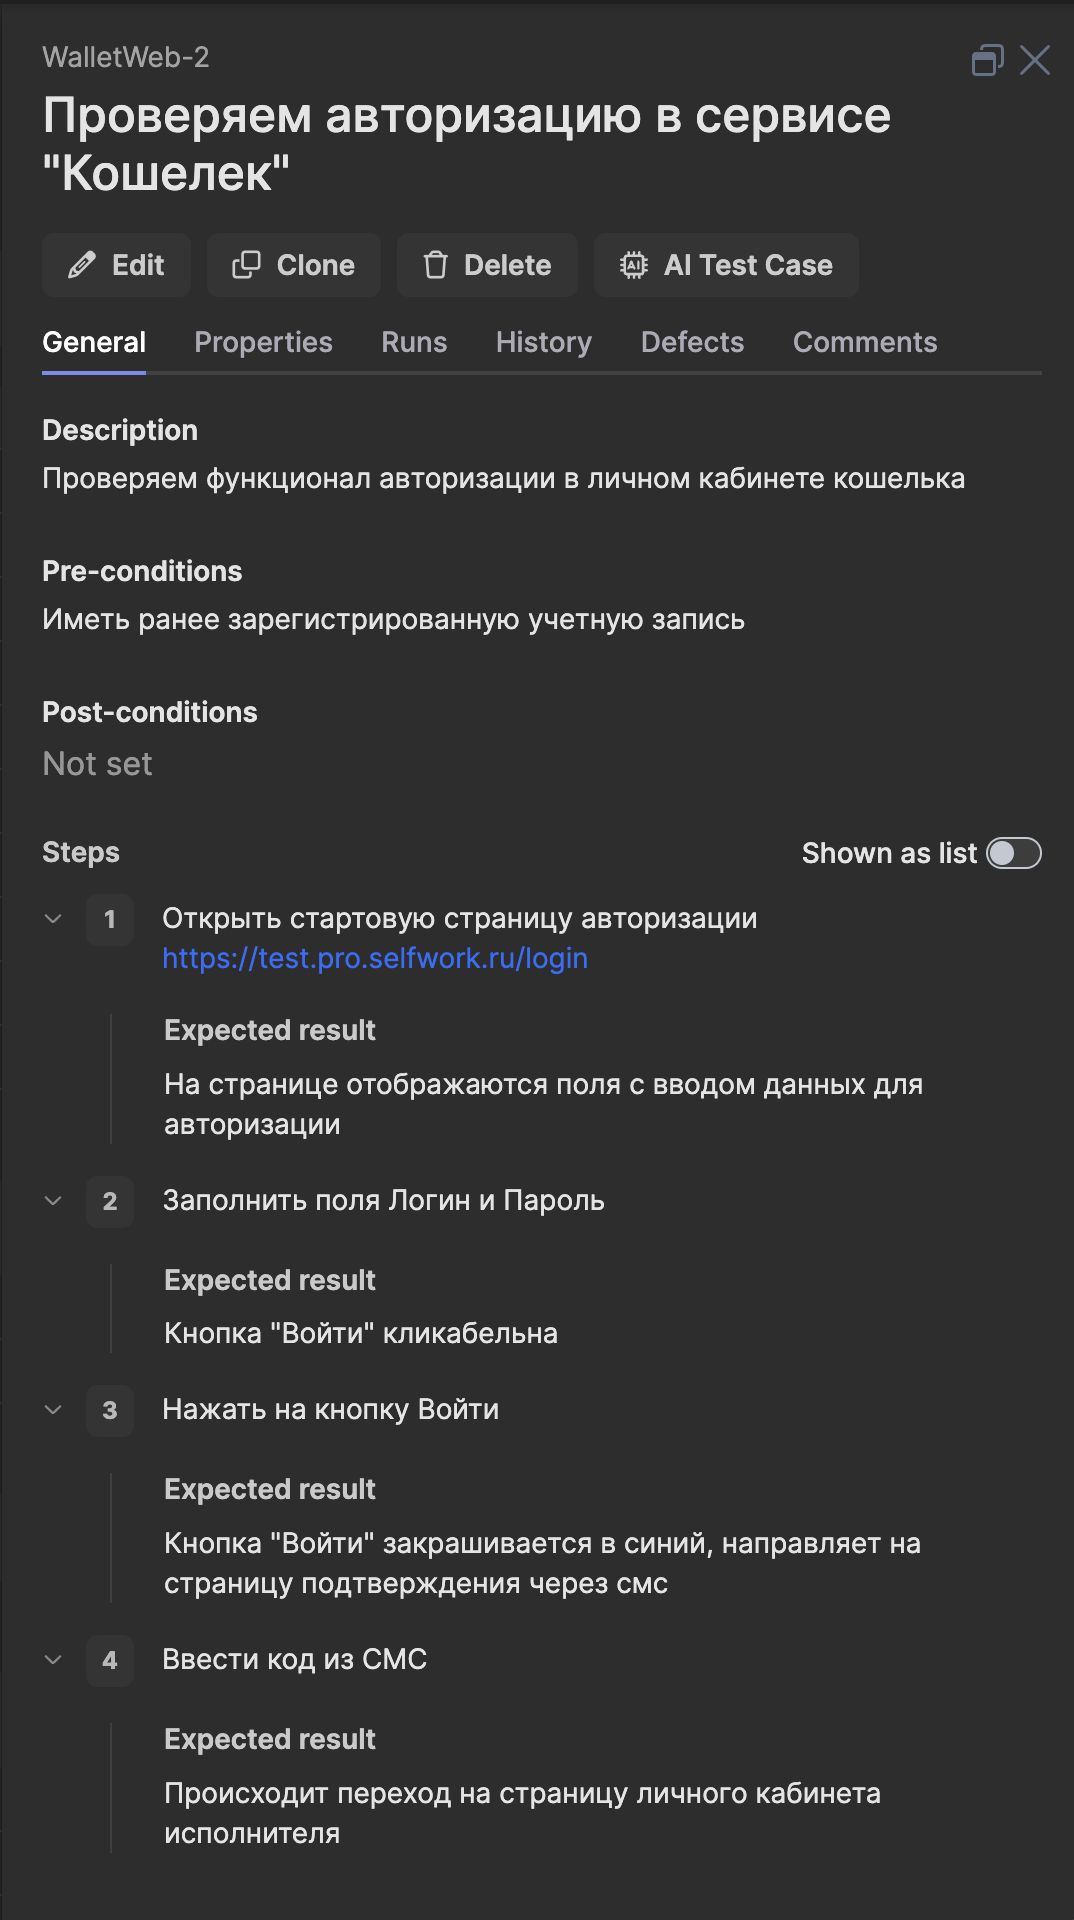 WalletWeb-2
Проверяем авторизацию в сервисе
"Кошелек"
Edit
Clone
Delete
AI Test Case
General
Properties
Runs
History
Defects
Comments
Description
Проверяем функционал авторизации в личном кабинете кошелька
Pre-conditions
Иметь ранее зарегистрированную учетную запись
Post-conditions
Not set
Steps
Shown as list
1
Открыть стартовую страницу авторизации
https://test.pro.selfwork.ru/login
Expected result
На странице отображаются поля с вводом данных для
авторизации
2
Заполнить поля Логин и Пароль
Expected result
Кнопка "Войти" кликабельна
3
Нажать на кнопку Войти
Expected result
Кнопка "Войти" закрашивается в синий, направляет на
страницу подтверждения через смс
4
Ввести код из СМС
Expected result
Происходит переход на страницу личного кабинета
исполнителя